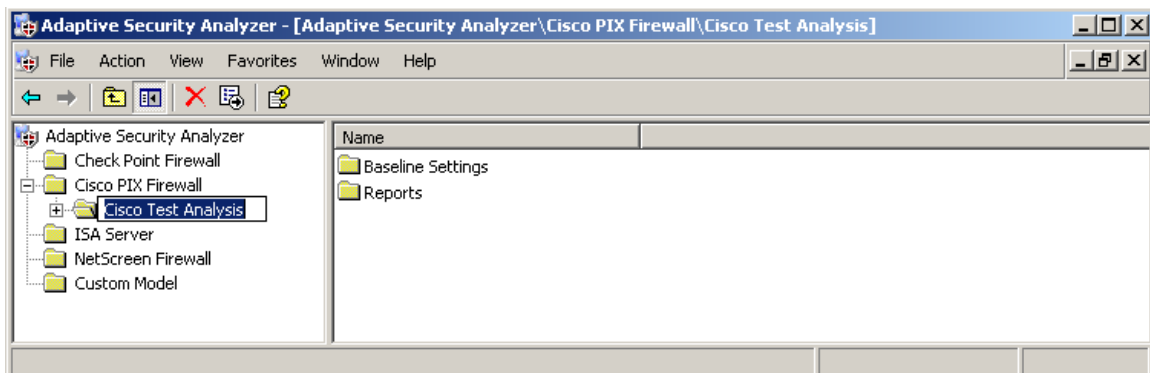 Adaptive Security Analyzer - [Adaptive Security Analyzer\Cisco PIX Firewall\Cisco Test Analysis]
File Action View Favorites Window Help
Adaptive Security Analyzer
Check Point Firewall
Cisco PIX Firewall
Cisco Test Analysis
ISA Server
NetScreen Firewall
Custom Model
Name
Baseline Settings
Reports